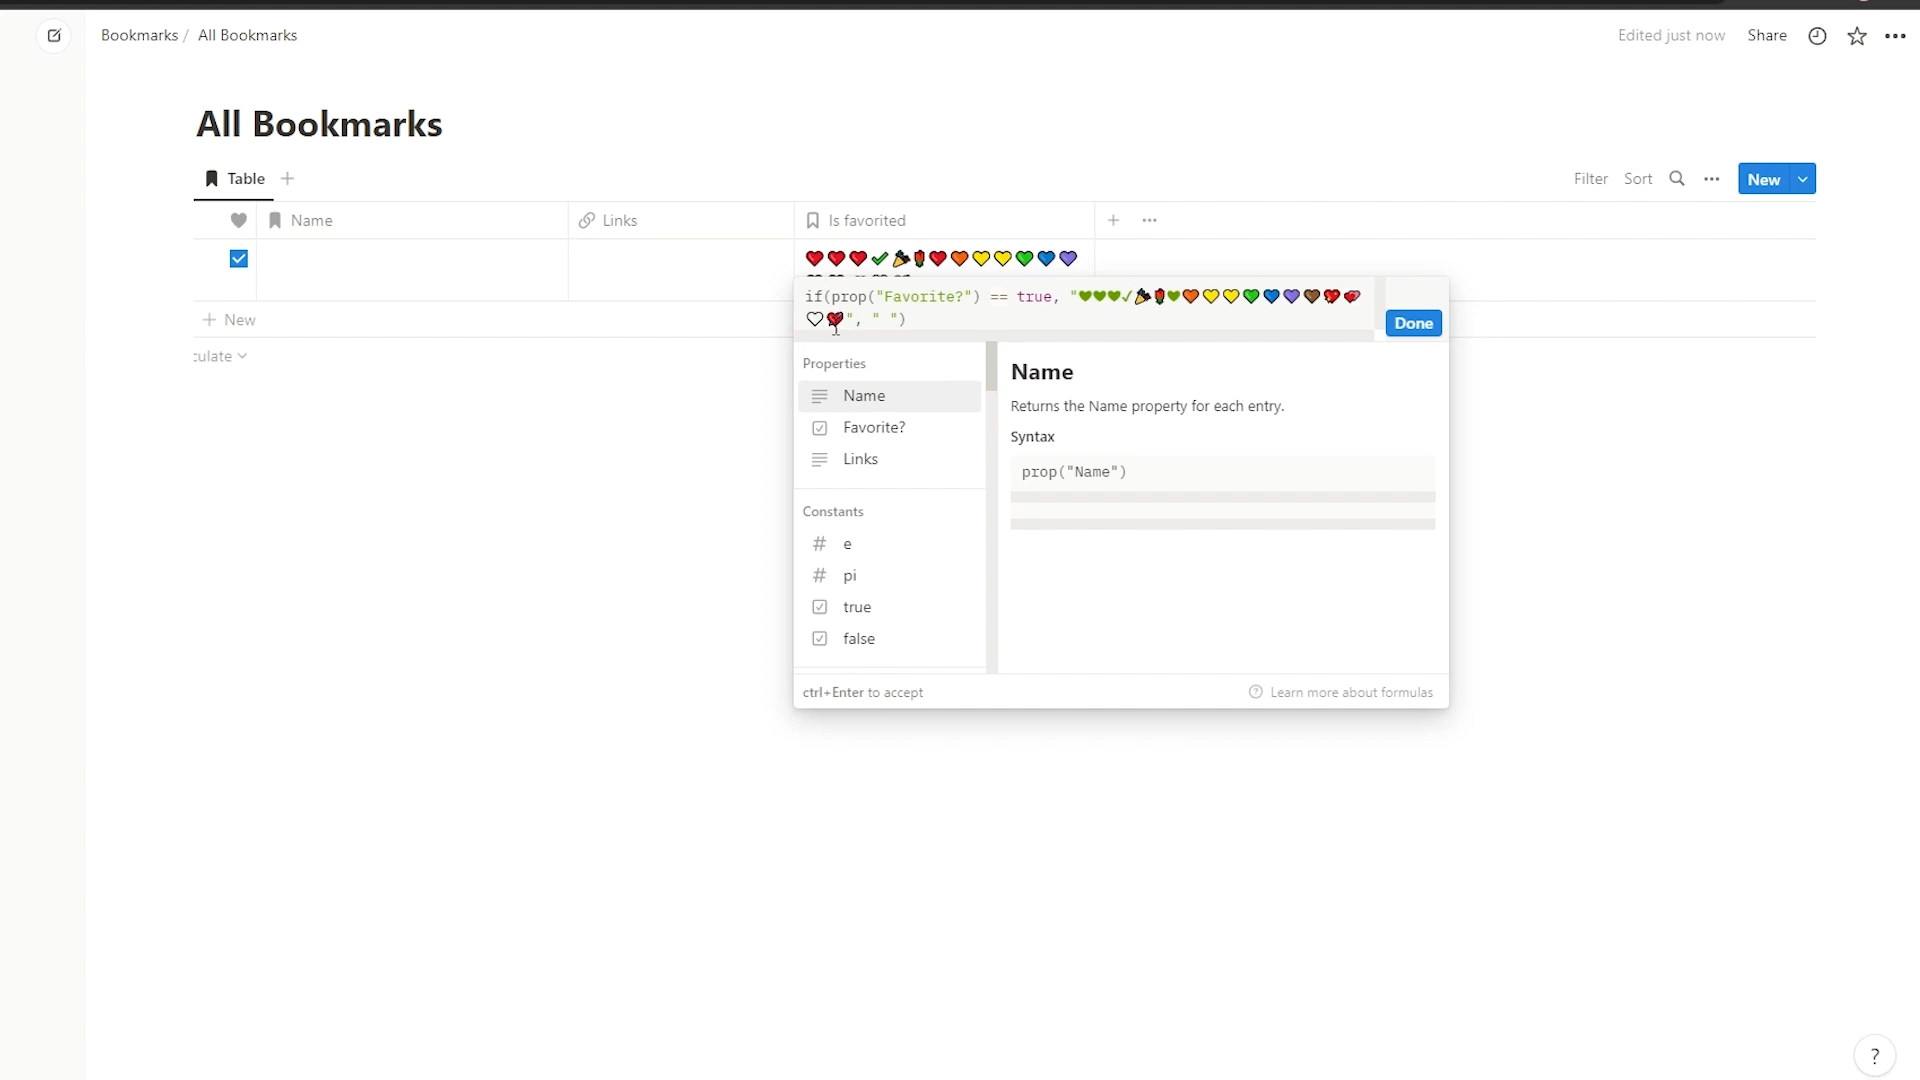 Bookmarks / All Bookmarks
Edited just now
Share
All Bookmarks
Table
Filter
Sort
New
Name
Links
Is favorited
if(prop("Favorite?") == true, "♥♥♥✓🎉🌹♥🧡💛💛💚💙💜🤎💖💕
🤍💘", " ")
Done
New
culate
Properties
Name
Favorite?
Links
Constants
# e
# pi
true
false
Name
Returns the Name property for each entry.
Syntax
prop("Name")
ctrl+Enter to accept
Learn more about formulas
?